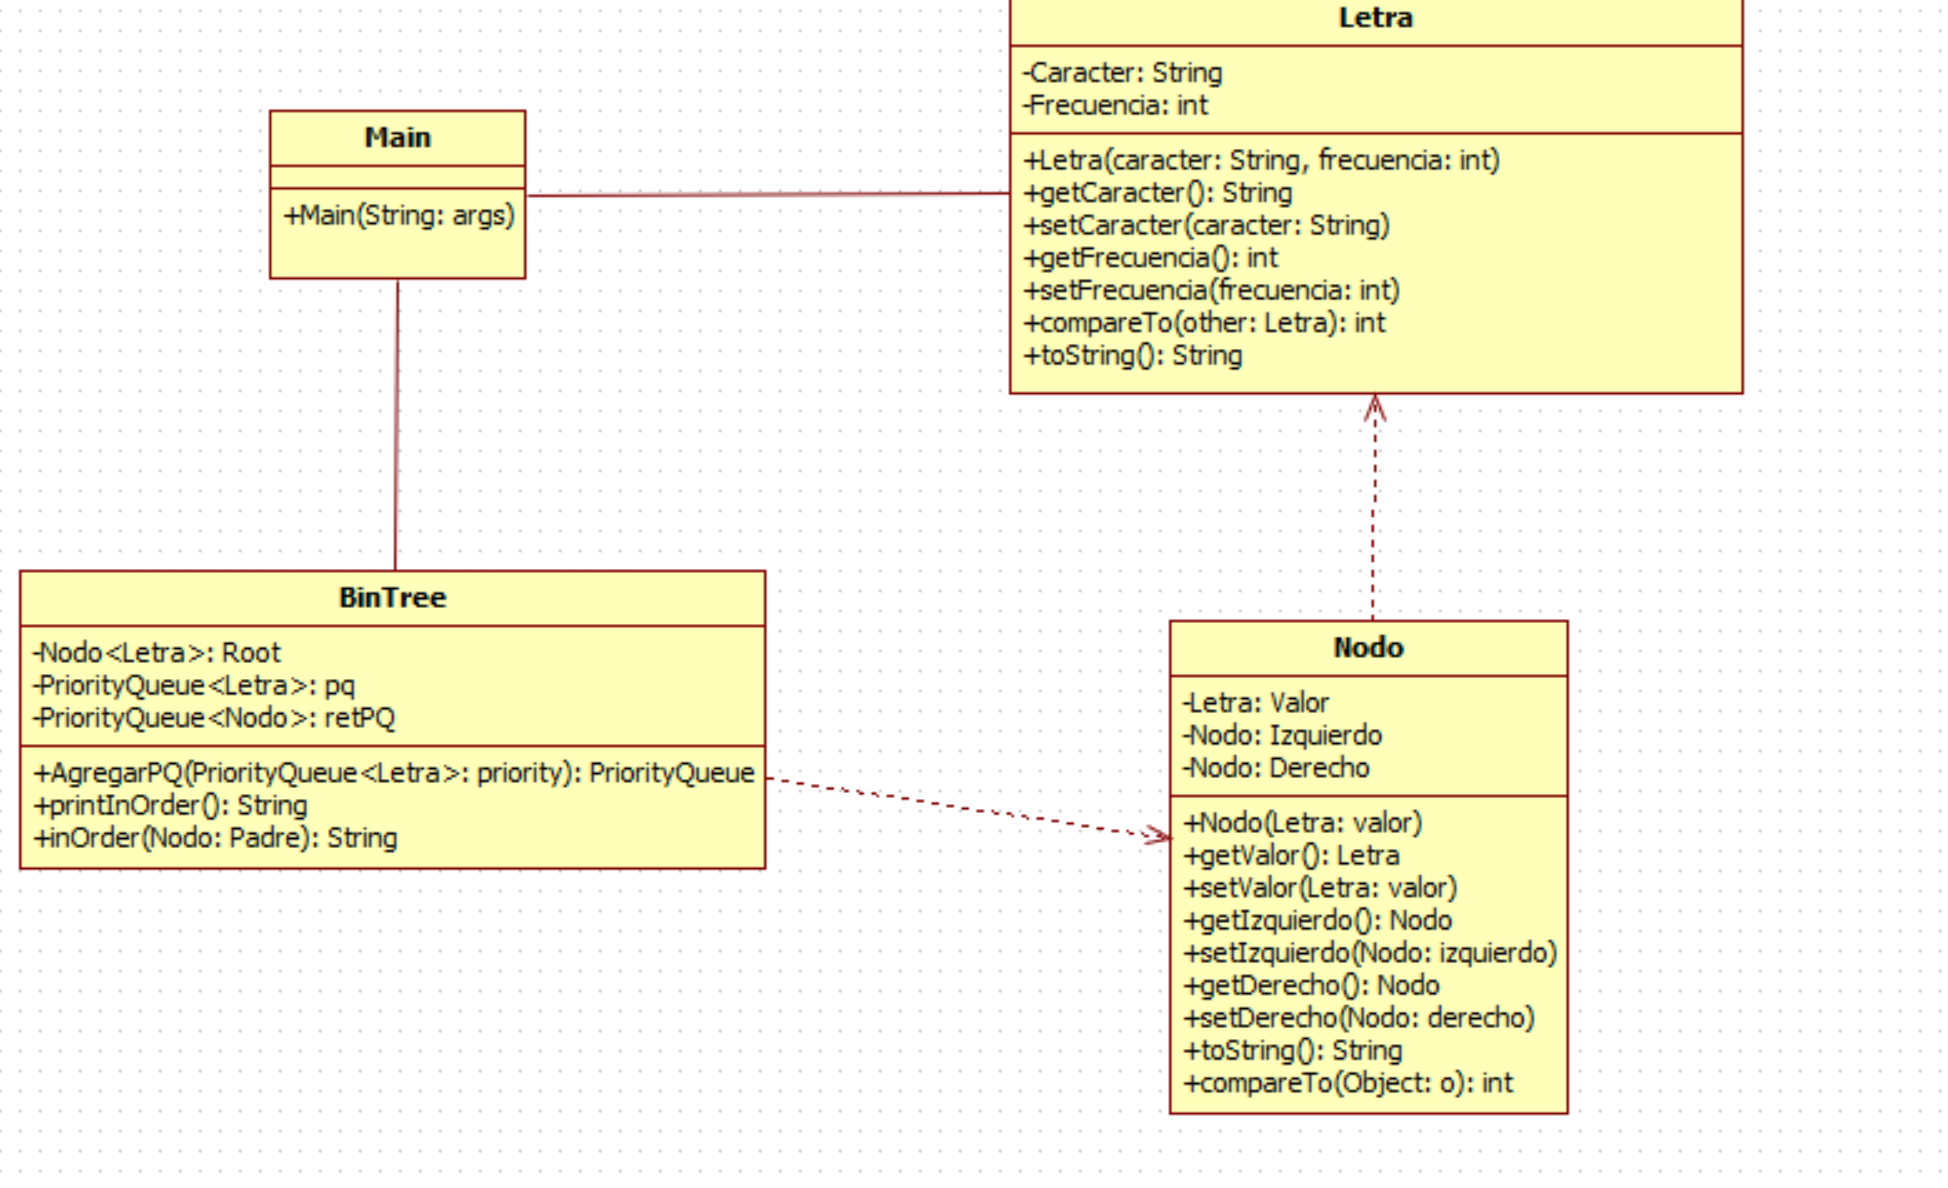 Letra
-Caracter: String
-Frecuencia: int
+Letra(caracter: String, frecuencia: int)
+getCaracter(): String
+setCaracter(caracter: String)
+getFrecuencia(): int
+setFrecuencia(frecuencia: int)
+compareTo(other: Letra): int
+toString(): String
Main
+Main(String: args)
BinTree
-Nodo<Letra>: Root
-PriorityQueue<Letra>: pq
-PriorityQueue<Nodo>: retPQ
+AgregarPQ(PriorityQueue<Letra>: priority): PriorityQueue
+printInOrder(): String
+inOrder(Nodo: Padre): String
Nodo
-Letra: Valor
-Nodo: Izquierdo
-Nodo: Derecho
+Nodo(Letra: valor)
+getValor(): Letra
+setValor(Letra: valor)
+getIzquierdo(): Nodo
+setIzquierdo(Nodo: izquierdo)
+getDerecho(): Nodo
+setDerecho(Nodo: derecho)
+toString(): String
+compareTo(Object: o): int